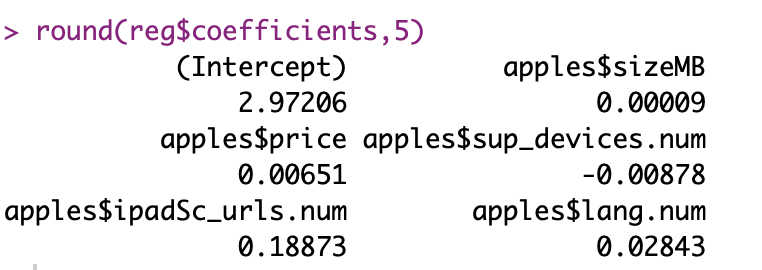 > round(reg$coefficients,5)
(Intercept) apples$sizeMB
2.97206 0.00009
apples$price apples$sup_devices.num
0.00651 -0.00878
apples$ipadSc_urls.num apples$lang.num
0.18873 0.02843